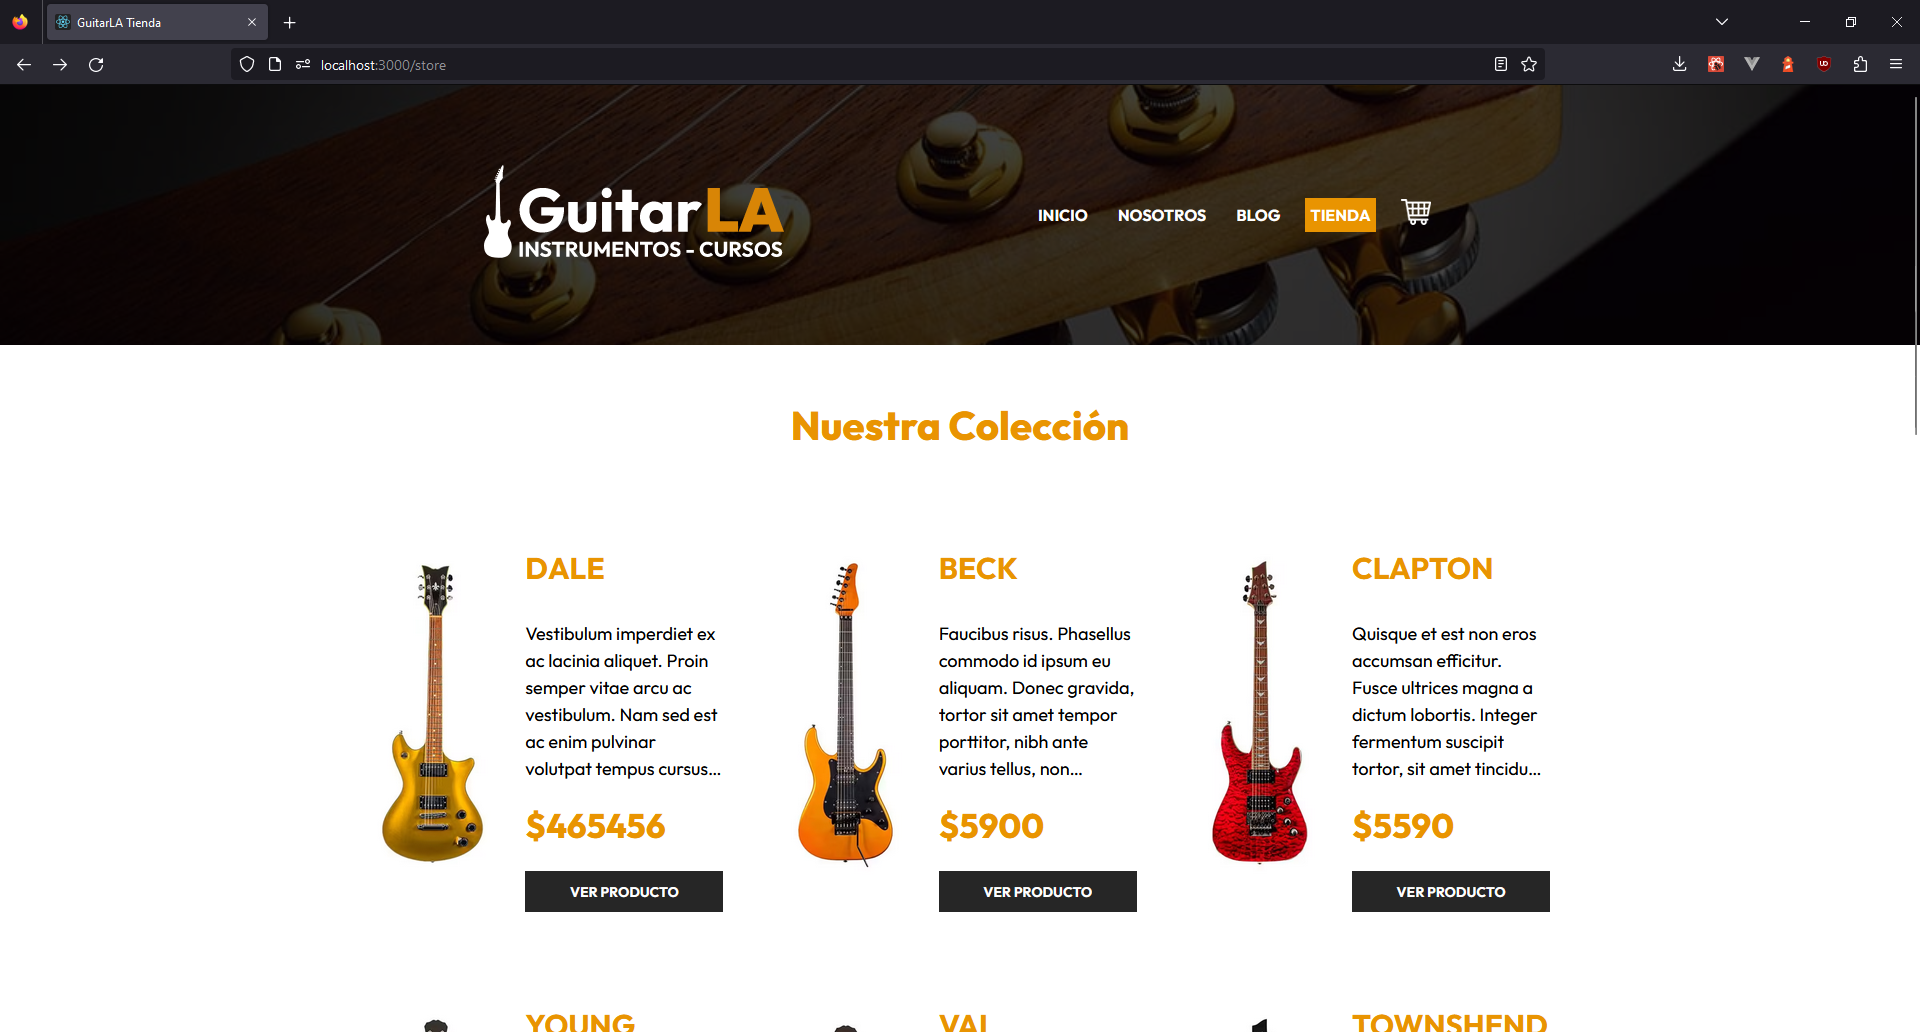 GuitarLA Tienda
localhost:3000/store
GuitarLA
INSTRUMENTOS - CURSOS
INICIO NOSOTROS BLOG TIENDA
Nuestra Colección
DALE
Vestibulum imperdiet ex
ac lacinia aliquet. Proin
semper vitae arcu ac
vestibulum. Nam sed est
ac enim pulvinar
volutpat tempus cursus...
$465456
VER PRODUCTO
BECK
Faucibus risus. Phasellus
commodo id ipsum eu
aliquam. Donec gravida,
tortor sit amet tempor
porttitor, nibh ante
varius tellus, non...
$5900
VER PRODUCTO
CLAPTON
Quisque et est non eros
accumsan efficitur.
Fusce ultrices magna a
dictum lobortis. Integer
fermentum suscipit
tortor, sit amet tincidu...
$5590
VER PRODUCTO
YOUNG
VAI
TOWNSHEND